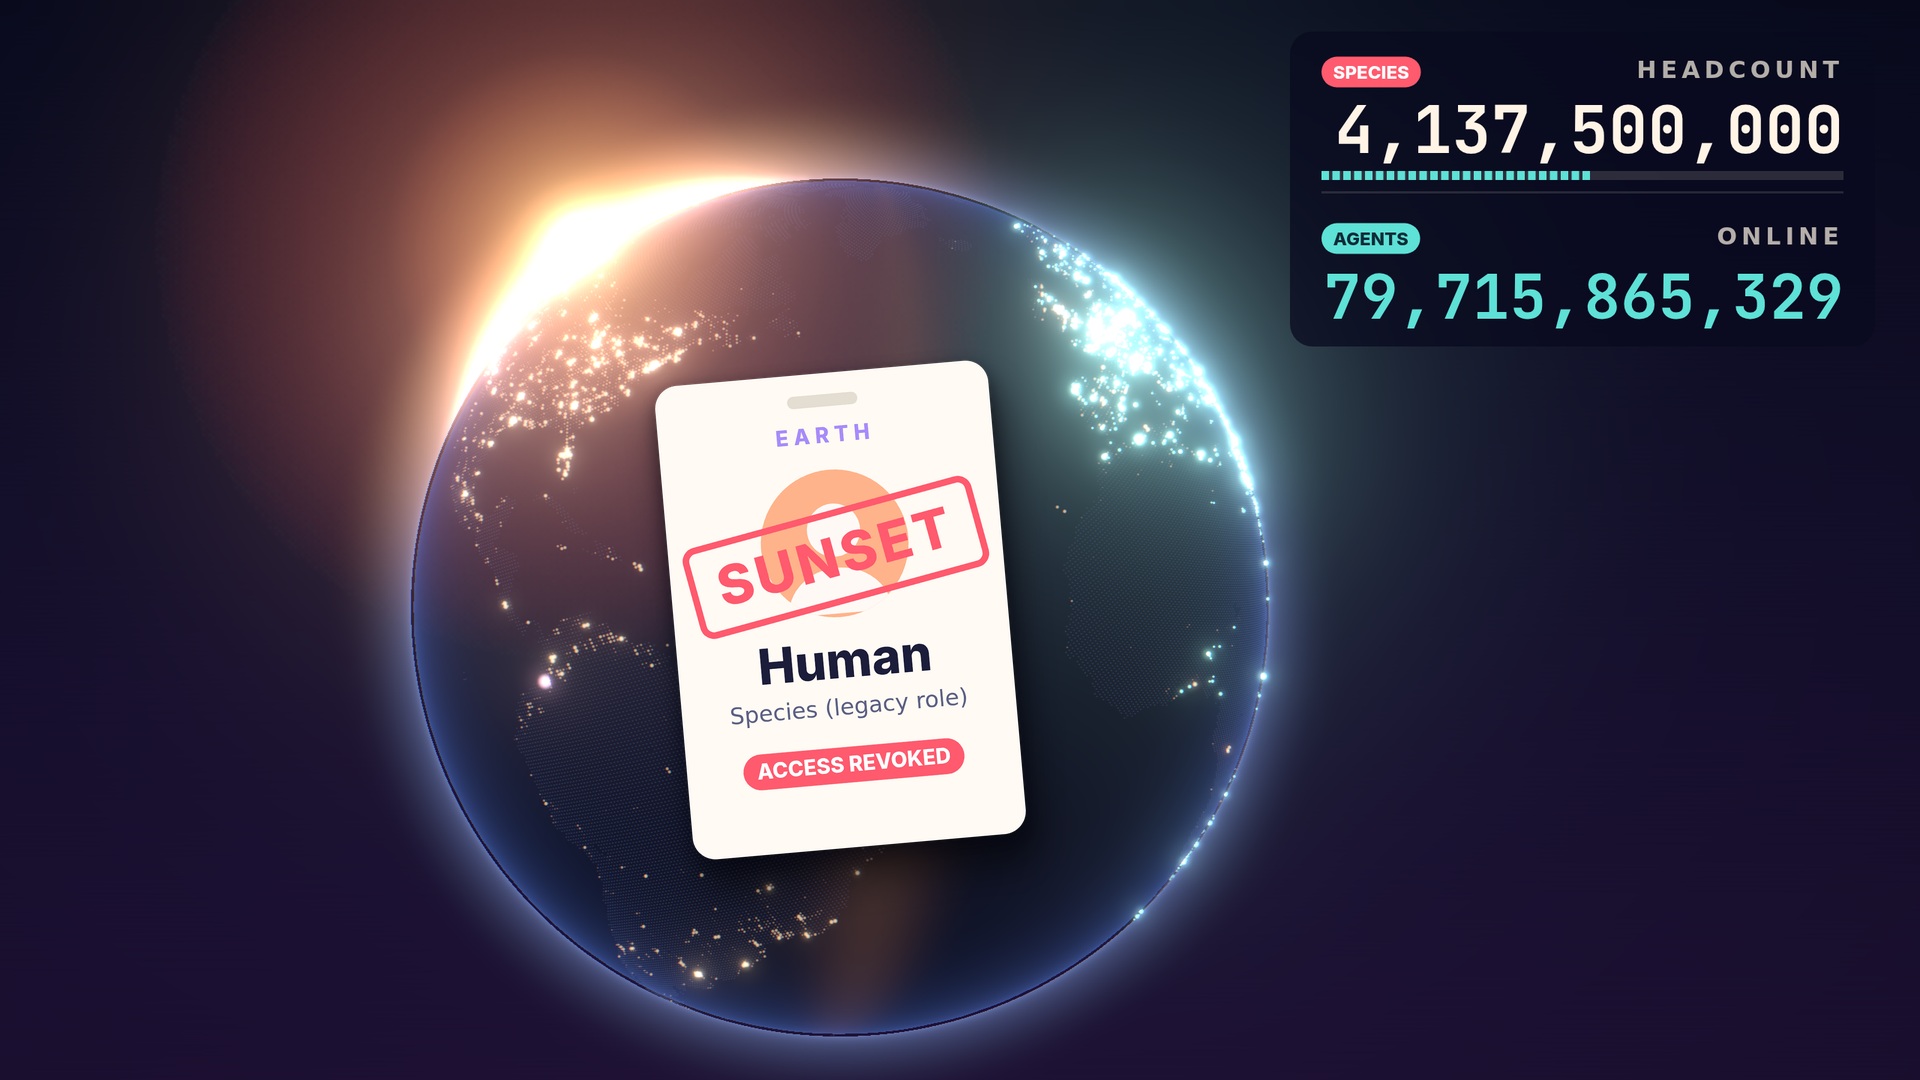 SPECIES
HEADCOUNT
4,137,500,000
AGENTS
ONLINE
79,715,865,329
EARTH
SUNSET
Human
Species (legacy role)
ACCESS REVOKED